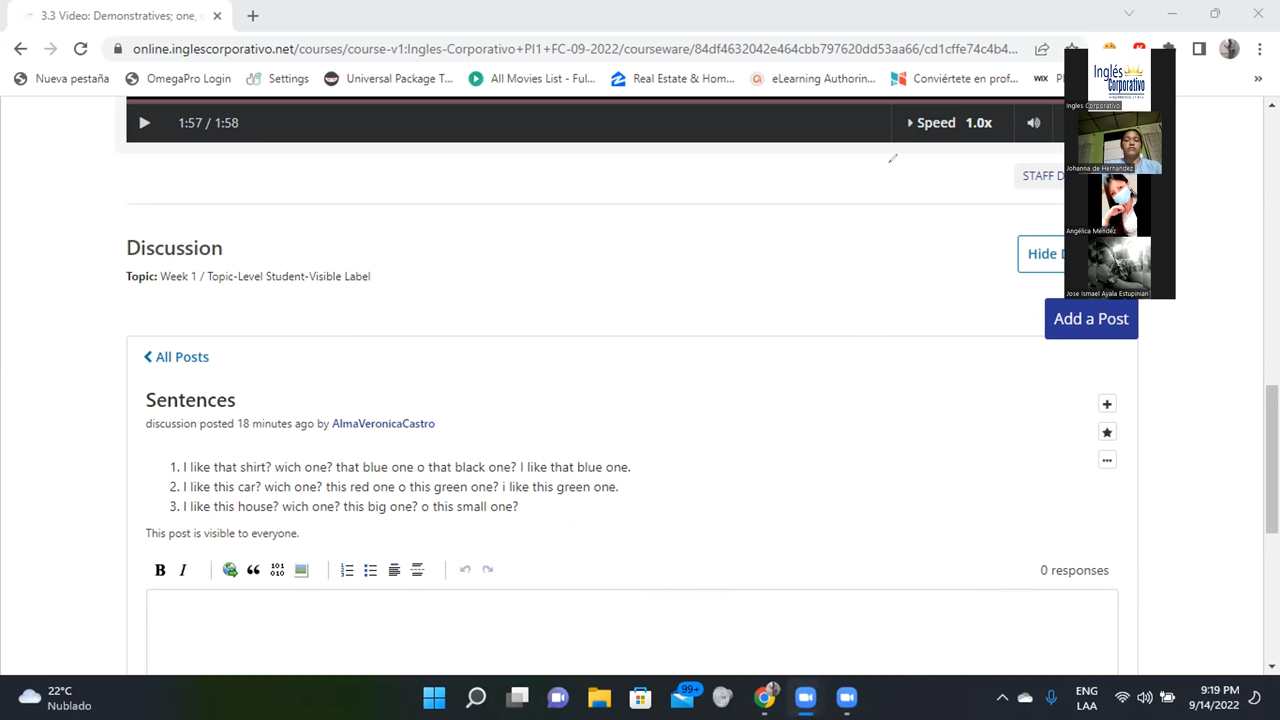 3.3 Video: Demonstratives; one,
online.inglescorporativo.net/courses/course-v1:Ingles-Corporativo+PI1+FC-09-2022/courseware/84df4632042e464cbb797620dd53aa66/cd1cffe74c4b4...
Nueva pestaña
OmegaPro Login
Settings
Universal Package T...
All Movies List - Ful...
Real Estate & Hom...
eLearning Authorin...
Conviértete en prof...
WIX
»
Inglés
Corporativo
Ingles Corporativo
1:57 / 1:58
Speed 1.0x
Johanna de Hernandez
STAFF D
Angélica Méndez
Discussion
Hide D
Topic: Week 1 / Topic-Level Student-Visible Label
Jose Ismael Ayala Estupinian
Add a Post
All Posts
Sentences
discussion posted 18 minutes ago by AlmaVeronicaCastro
1. I like that shirt? wich one? that blue one o that black one? I like that blue one.
2. I like this car? wich one? this red one o this green one? i like this green one.
3. I like this house? wich one? this big one? o this small one?
This post is visible to everyone.
B I
101
010
0 responses
22°C
Nublado
99+
ENG
LAA
9:19 PM
9/14/2022